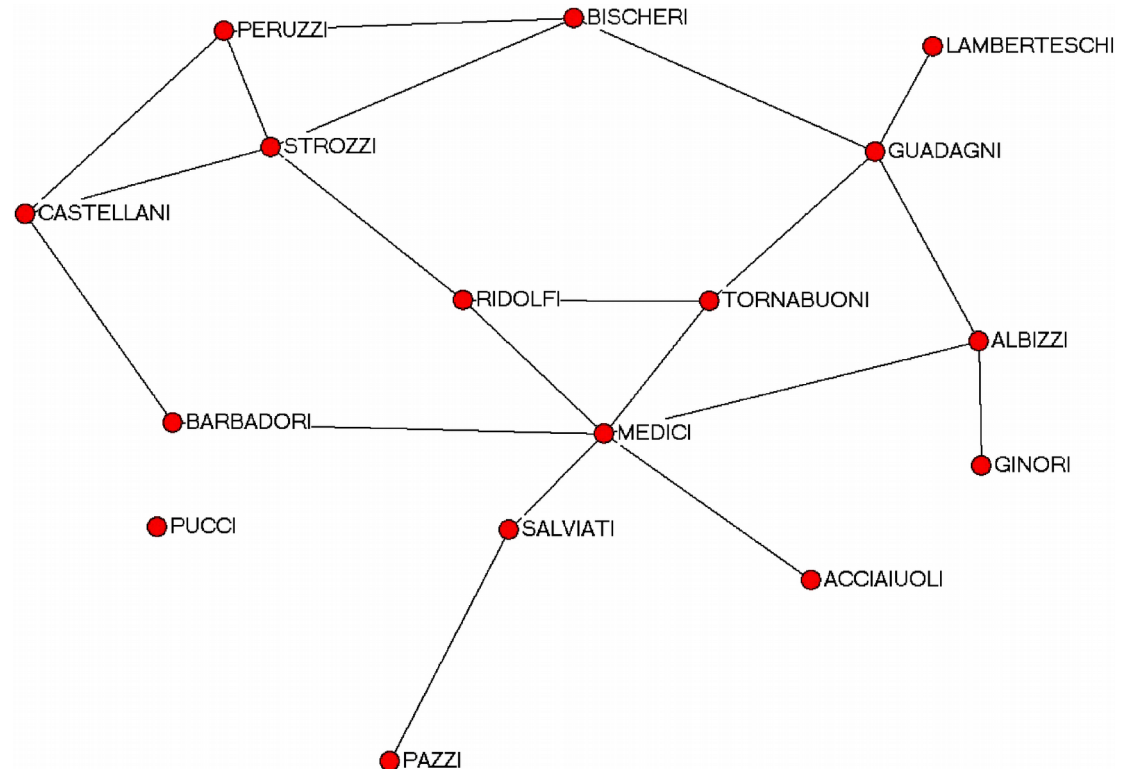 BISCHERI
PERUZZI
LAMBERTESCHI
STROZZI
GUADAGNI
CASTELLANI
RIDOLFI
TORNABUONI
ALBIZZI
BARBADORI
MEDICI
GINORI
PUCCI
SALVIATI
ACCIAIUOLI
PAZZI